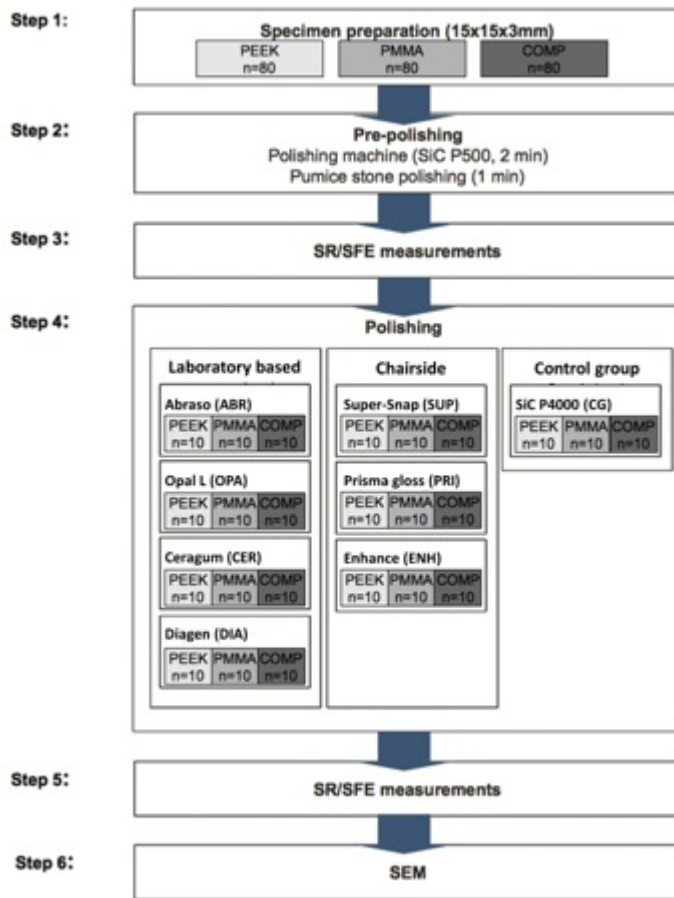 Step 1:
Specimen preparation (15x15x3mm)
PEEK PMMA COMP
n=80 n=80 n=80
Step 2:
Pre-polishing
Polishing machine (SiC P500, 2 min)
Pumice stone polishing (1 min)
Step 3:
SR/SFE measurements
Step 4:
Polishing
Laboratory based
Abraso (ABR)
PEEK PMMA COMP
n=10 n=10 n=10
Opal L (OPA)
PEEK PMMA COMP
n=10 n=10 n=10
Ceragum (CER)
PEEK PMMA COMP
n=10 n=10 n=10
Diagen (DIA)
PEEK PMMA COMP
n=10 n=10 n=10
Chairside
Super-Snap (SUP)
PEEK PMMA COMP
n=10 n=10 n=10
Prisma gloss (PRI)
PEEK PMMA COMP
n=10 n=10 n=10
Enhance (ENH)
PEEK PMMA COMP
n=10 n=10 n=10
Control group
SiC P4000 (CG)
PEEK PMMA COMP
n=10 n=10 n=10
Step 5:
SR/SFE measurements
Step 6:
SEM